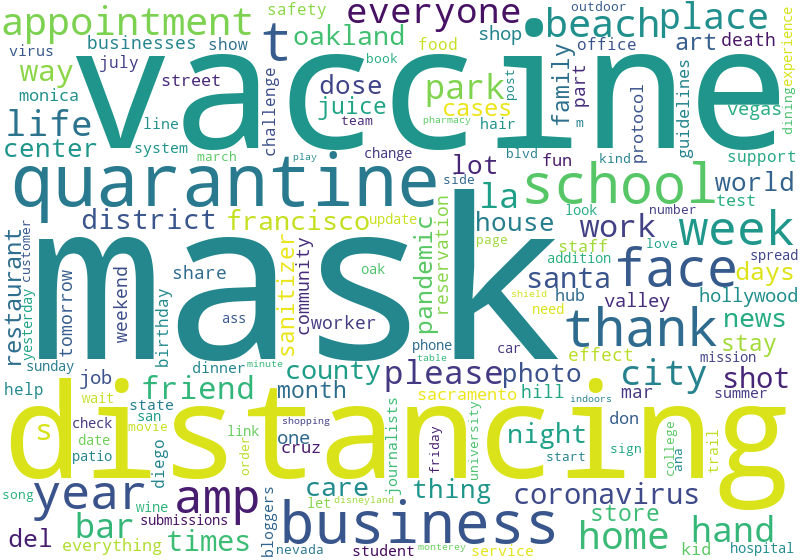 outdoor
appointment
everyone
beach
place
safety
virus
businesses
show
t
oakland
shop
office
art
death
experience
vaccine
food
book
july
way
dose
park
family
part
monica
street
juice
cases
post
vegas
dining
life
line
challenge
team
pharmacy
hair
m
protocol
guidelines
center
system
march
play
change
blvd
kind
support
lot
fun
quarantine
side
school
world
test
la
district
francisco
update
house
look
number
week
customer
restaurant
mask
page
work
love
staff
spread
pandemic
reservation
addition
share
sanitizer
community
oak
santa
face
days
yesterday
tomorrow
weekend
birthday
hub
hollywood
shield
valley
ass
worker
need
thank
news
phone
car
stay
sunday
dinner
minute
table
effect
mission
job
county
please
photo
city
shot
help
friend
month
sacramento
hill
mar
summer
wait
state
distancing
indoors
s
check
san
link
one
shopping
journalists
friday
university
night
don
date
movie
cruz
start
sign
college
ana
trail
patio
diego
order
song
year
wine
amp
care
thing
coronavirus
let
disneyland
store
del
bar
submissions
bloggers
business
home
hand
everything
times
nevada
student
monterey
service
kid
hospital